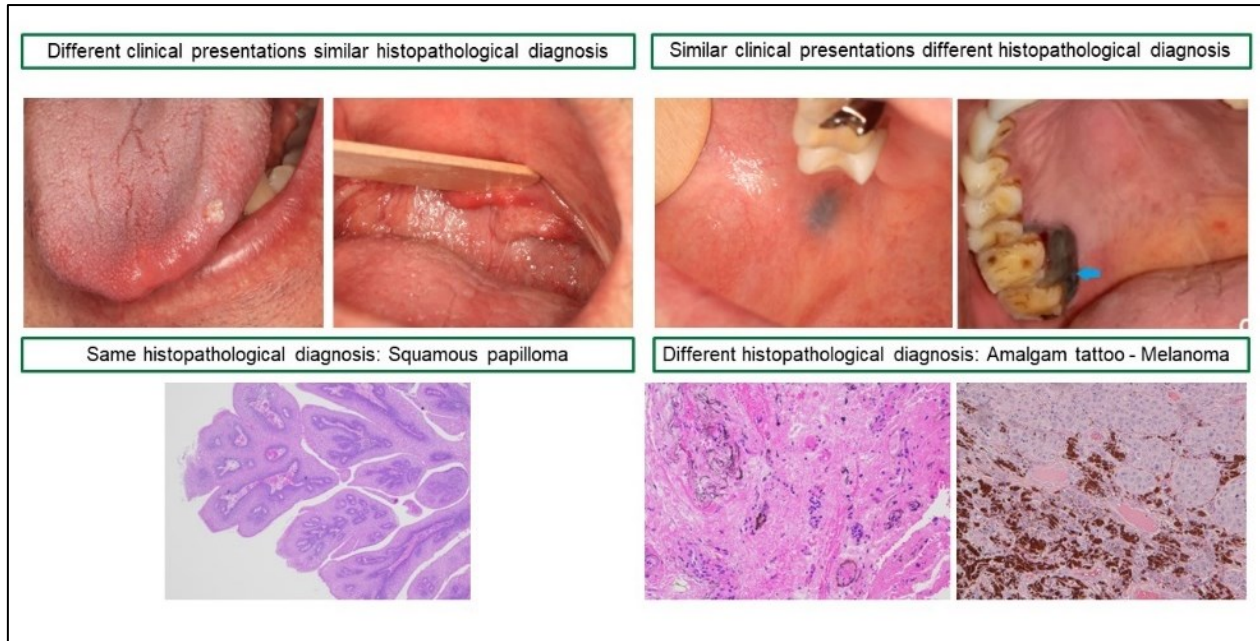 Different clinical presentations similar histopathological diagnosis
Similar clinical presentations different histopathological diagnosis
Same histopathological diagnosis: Squamous papilloma
Different histopathological diagnosis: Amalgam tattoo - Melanoma